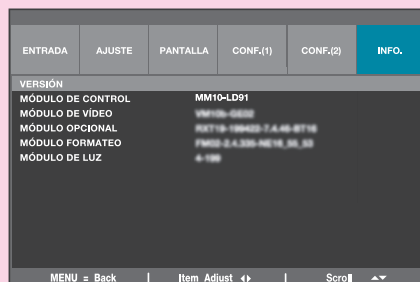 ENTRADA AJUSTE PANTALLA CONF.(1) CONF.(2) INFO.
VERSIÓN
MÓDULO DE CONTROL MM10-LD91
MÓDULO DE VÍDEO
MÓDULO OPCIONAL
MÓDULO FORMATEO
MÓDULO DE LUZ
MENU = Back | Item Adjust ◂▸ | Scroll ▴▾